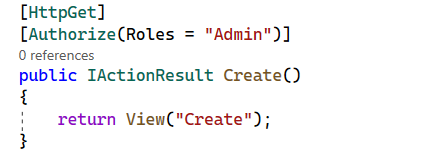 [HttpGet]
[Authorize(Roles = "Admin")]
0 references
public IActionResult Create()
{
    return View("Create");
}